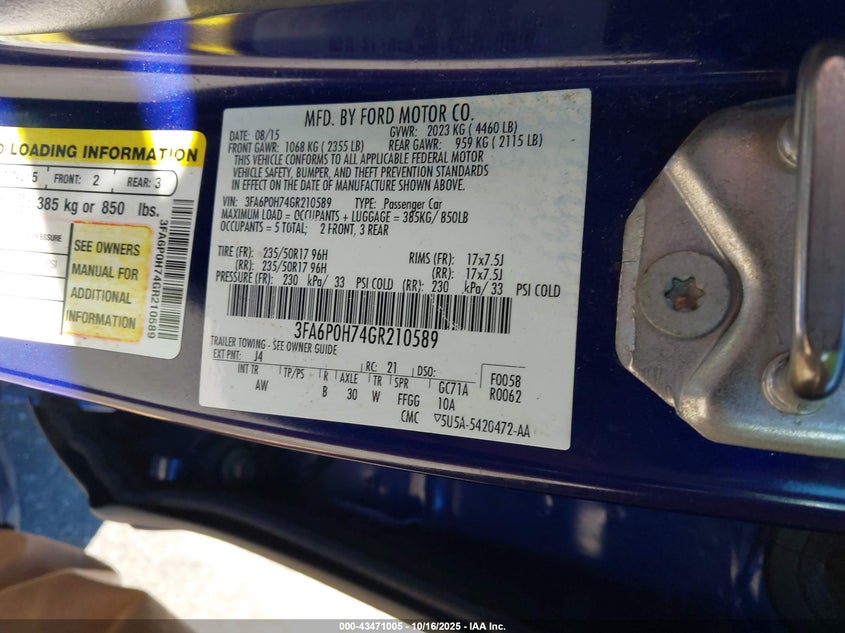 LOADING INFORMATION
5 FRONT: 2 REAR: 3
385 kg or 850 lbs.
SEE OWNERS
MANUAL FOR
ADDITIONAL
INFORMATION
3FA6P0H74GR210589
MFD. BY FORD MOTOR CO.
DATE: 08/15 GVWR: 2023 KG ( 4460 LB)
FRONT GAWR: 1068 KG ( 2355 LB) REAR GAWR: 959 KG ( 2115 LB)
THIS VEHICLE CONFORMS TO ALL APPLICABLE FEDERAL MOTOR
VEHICLE SAFETY, BUMPER, AND THEFT PREVENTION STANDARDS
IN EFFECT ON THE DATE OF MANUFACTURE SHOWN ABOVE.
VIN: 3FA6P0H74GR210589 TYPE: Passenger Car
MAXIMUM LOAD = OCCUPANTS + LUGGAGE = 385KG/ 850LB
OCCUPANTS = 5 TOTAL; 2 FRONT, 3 REAR
TIRE (FR): 235/50R17 96H RIMS (FR): 17x7.5J
(RR): 235/50R17 96H (RR): 17x7.5J
PRESSURE (FR): 230 kPa/ 33 PSI COLD (RR): 230 kPa/ 33 PSI COLD
3FA6P0H74GR210589
TRAILER TOWING - SEE OWNER GUIDE
EXT PNT: J4 RC: 21 DSO:
INT TR TP/PS R AXLE TR SPR GC71A F0058
AW B 30 W FFGG 10A R0062
CMC ▽5U5A-5420472-AA
000-43471005 - 10/16/2025 - IAA Inc.